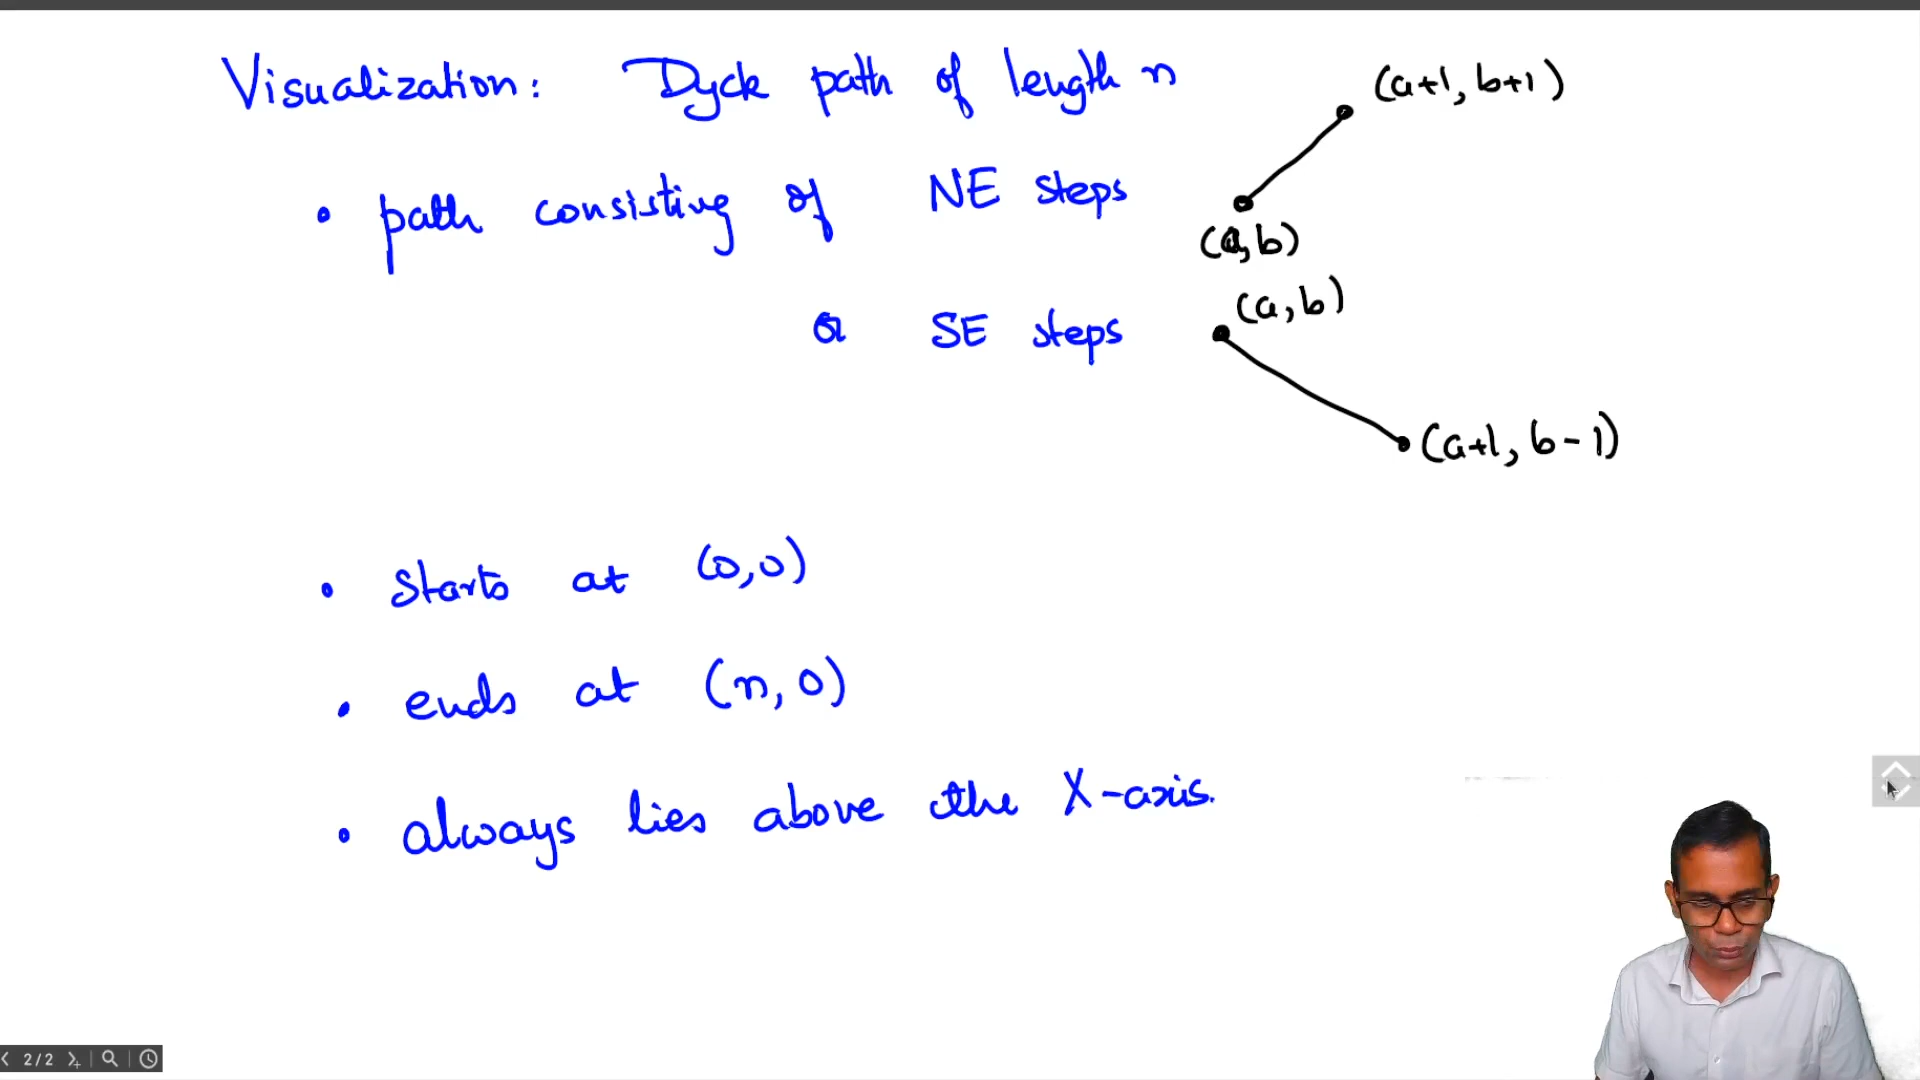 Visualization: Dyck path of length n
(a+1, b+1)
• path consisting of NE steps
(a,b)
(a,b)
or SE steps
(a+1, b-1)
• starts at (0,0)
• ends at (n,0)
• always lies above the X-axis.
2/2